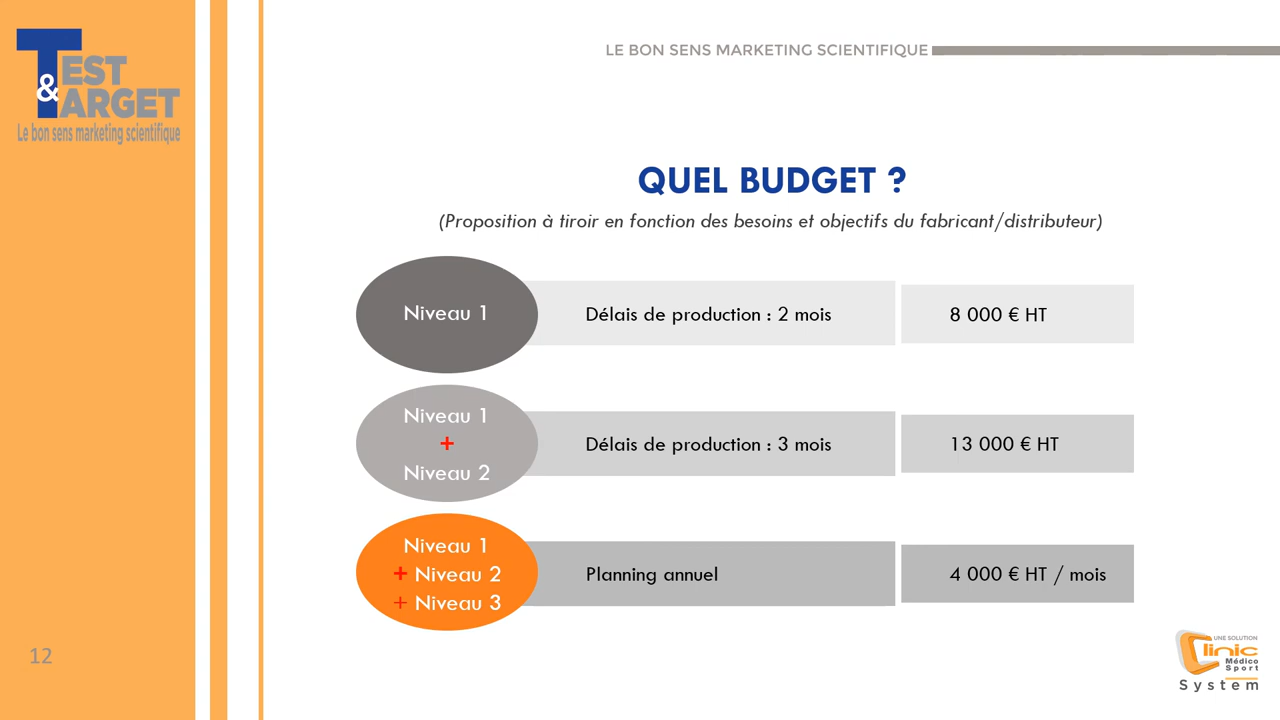 TEST
& TARGET
Le bon sens marketing scientifique
LE BON SENS MARKETING SCIENTIFIQUE
QUEL BUDGET ?
(Proposition à tiroir en fonction des besoins et objectifs du fabricant/distributeur)
Niveau 1
Délais de production : 2 mois
8 000 € HT
Niveau 1
+
Niveau 2
Délais de production : 3 mois
13 000 € HT
Niveau 1
+ Niveau 2
+ Niveau 3
Planning annuel
4 000 € HT / mois
12
UNE SOLUTION
Clinic
Médico
Sport
System